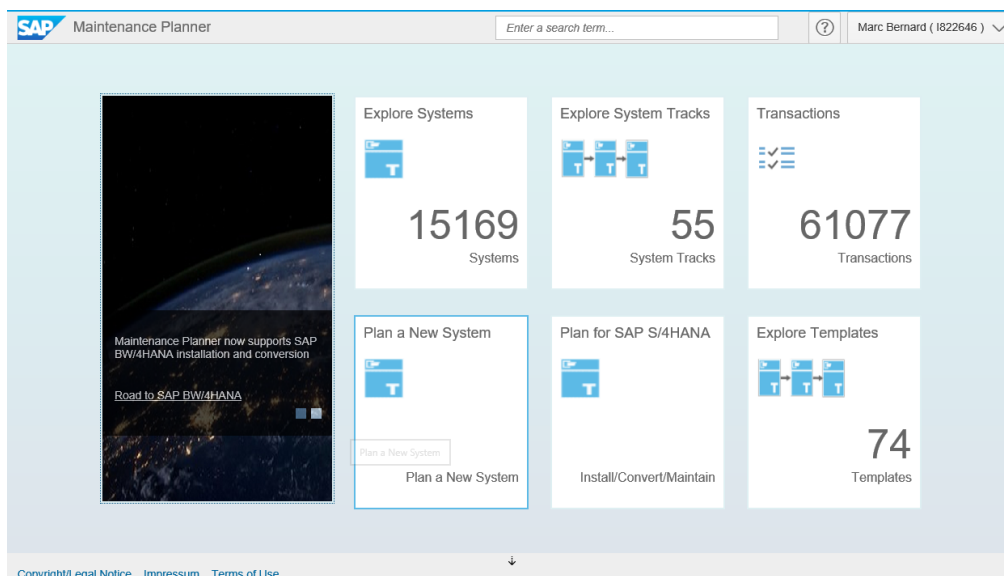 SAP Maintenance Planner
Enter a search term...
?
Marc Bernard ( I822646 )
Explore Systems
15169
Systems
Explore System Tracks
55
System Tracks
Transactions
61077
Transactions
Maintenance Planner now supports SAP
BW/4HANA installation and conversion
Road to SAP BW/4HANA
Plan a New System
Plan a New System
Plan a New System
Plan for SAP S/4HANA
Install/Convert/Maintain
Explore Templates
74
Templates
Copyright/Legal Notice Impressum Terms of Use